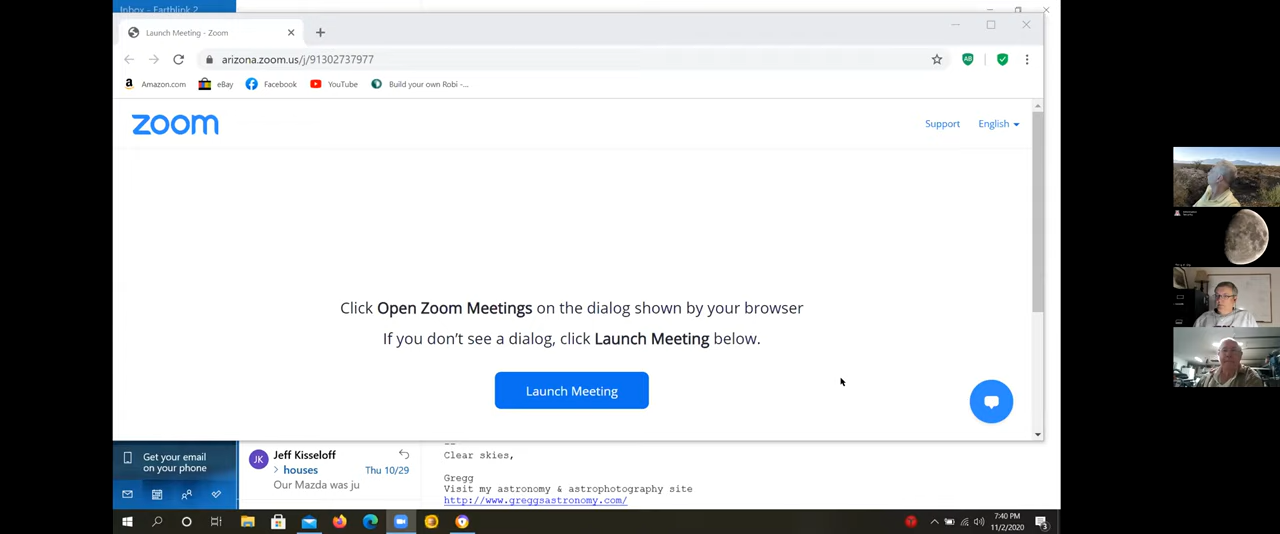 Inbox - Earthlink 2
Launch Meeting - Zoom
arizona.zoom.us/j/91302737977
Amazon.com
eBay
Facebook
YouTube
Build your own Robi -...
zoom
Support
English
Click Open Zoom Meetings on the dialog shown by your browser
If you don't see a dialog, click Launch Meeting below.
Launch Meeting
Get your email
on your phone
JK
Jeff Kisseloff
> houses
Thu 10/29
Our Mazda was ju
--
Clear skies,
Gregg
Visit my astronomy & astrophotography site
http://www.greggsastronomy.com/
7:40 PM
11/2/2020